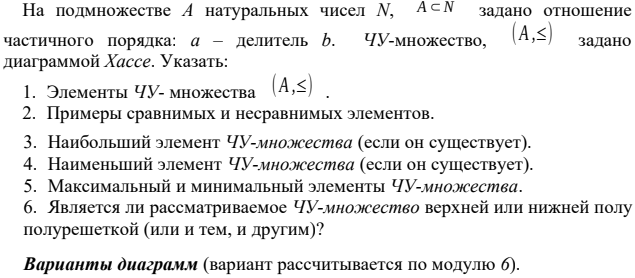 На подмножестве A натуральных чисел N, A ⊂ N задано отношение
частичного порядка: a – делитель b. ЧУ-множество, (A,≤) задано
диаграммой Хассе. Указать:
1. Элементы ЧУ- множества (A,≤) .
2. Примеры сравнимых и несравнимых элементов.
3. Наибольший элемент ЧУ-множества (если он существует).
4. Наименьший элемент ЧУ-множества (если он существует).
5. Максимальный и минимальный элементы ЧУ-множества.
6. Является ли рассматриваемое ЧУ-множество верхней или нижней полу
полурешеткой (или и тем, и другим)?
Варианты диаграмм (вариант рассчитывается по модулю 6).